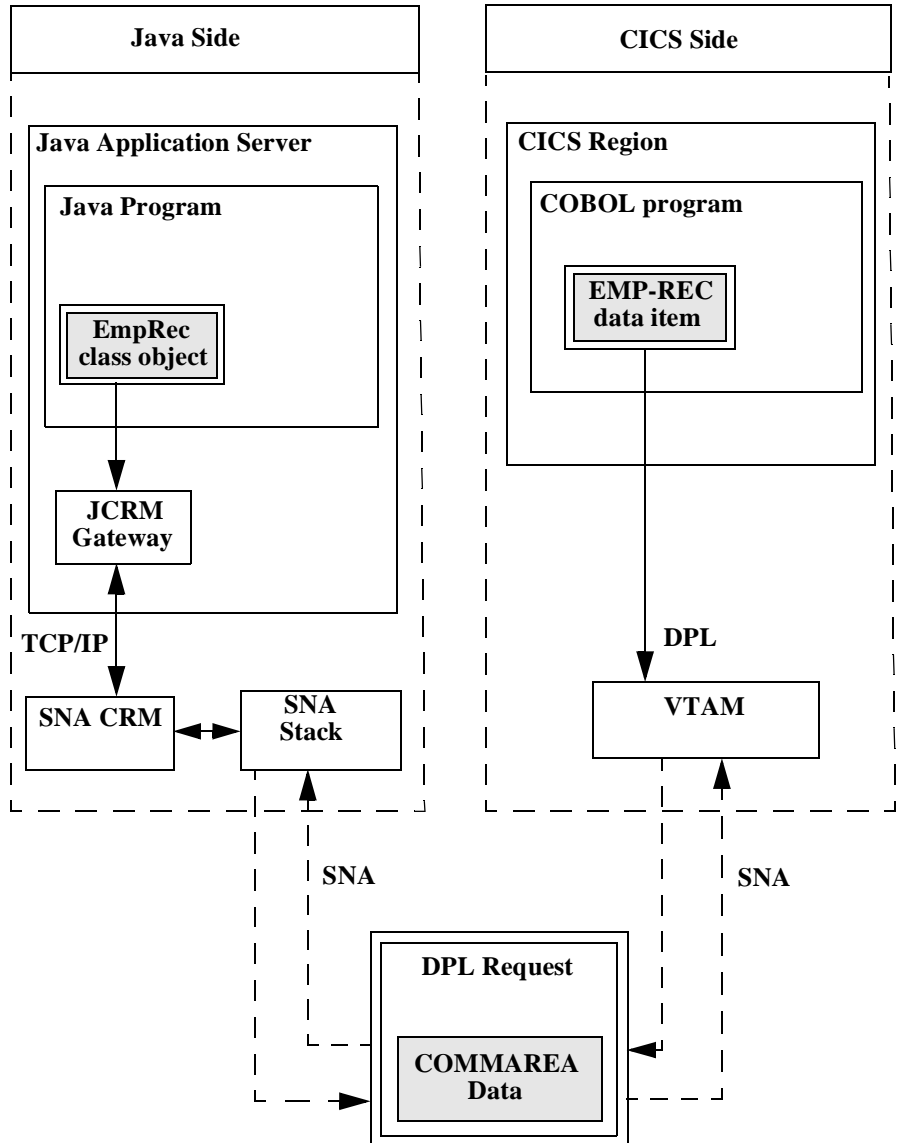 Java Side
CICS Side
Java Application Server
Java Program
EmpRec
class object
JCRM
Gateway
TCP/IP
SNA CRM
SNA
Stack
CICS Region
COBOL program
EMP-REC
data item
DPL
VTAM
SNA
SNA
DPL Request
COMMAREA
Data